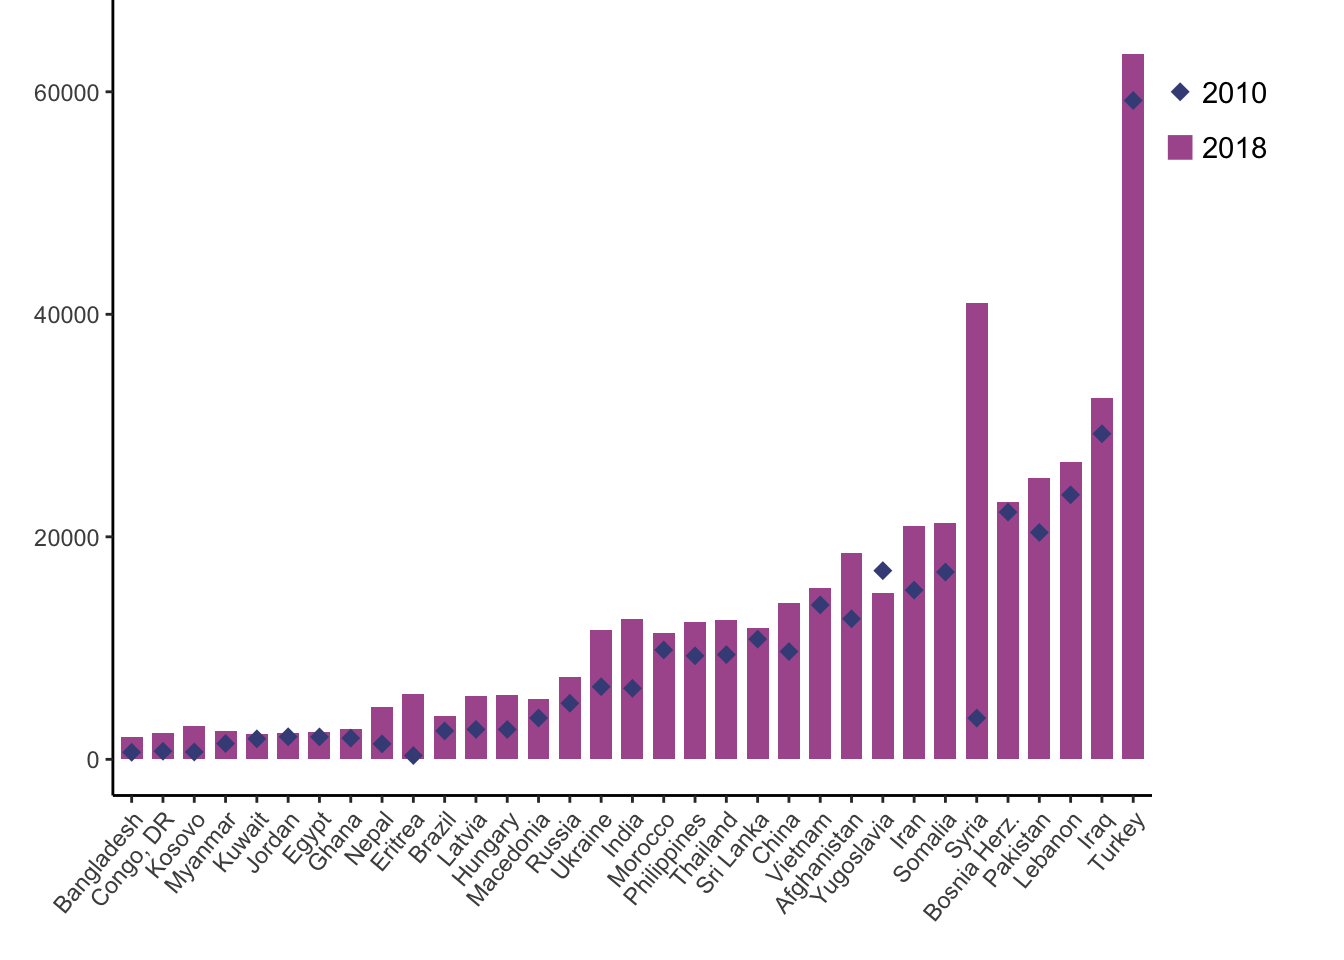 60000
40000
20000
0
2010
2018
Bangladesh
Congo, DR
Kosovo
Myanmar
Kuwait
Jordan
Egypt
Ghana
Nepal
Eritrea
Brazil
Latvia
Hungary
Macedonia
Russia
Ukraine
India
Morocco
Philippines
Thailand
Sri Lanka
China
Vietnam
Afghanistan
Yugoslavia
Iran
Somalia
Syria
Bosnia Herz.
Pakistan
Lebanon
Iraq
Turkey